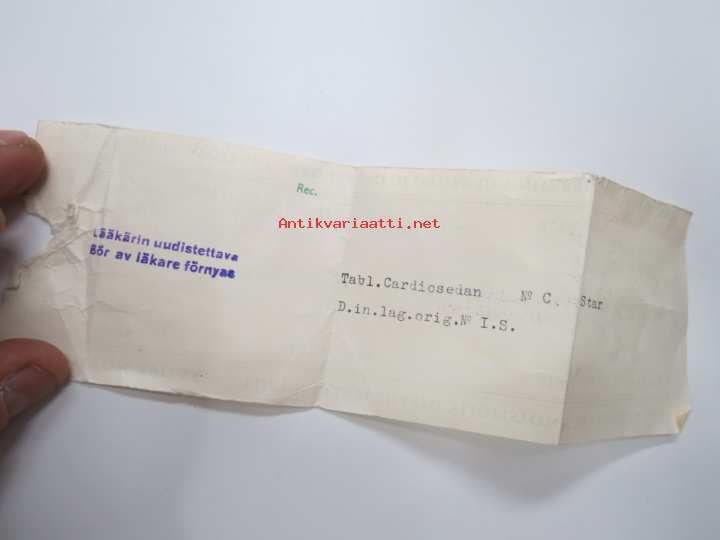 Rec.
Antikvariaatti.net
Lääkärin uudistettava
Bör av läkare förnyas
Tabl.Cardiosedan Nº C. Star
D.in.lag.orig.Nº I.S.